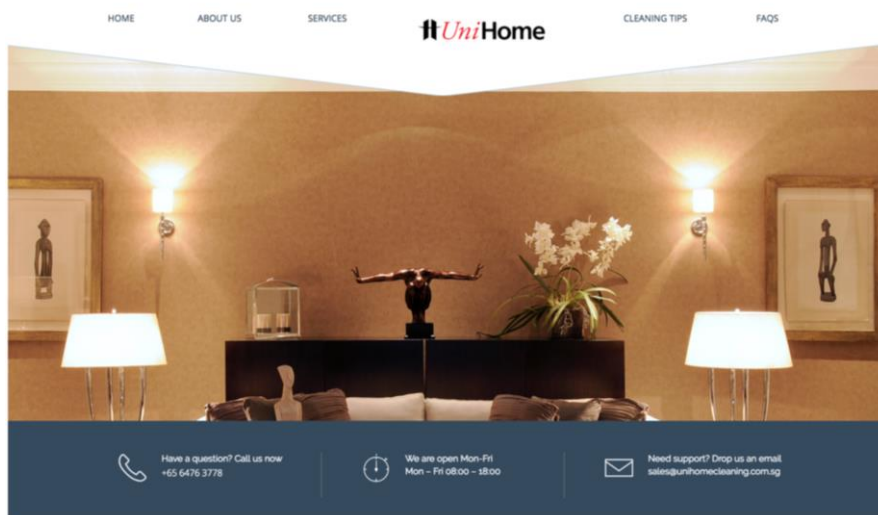 HOME
ABOUT US
SERVICES
UniHome
CLEANING TIPS
FAQS
Have a question? Call us now
+65 6476 3778
We are open Mon-Fri
Mon – Fri 08:00 – 18:00
Need support? Drop us an email
sales@unihomecleaning.com.sg